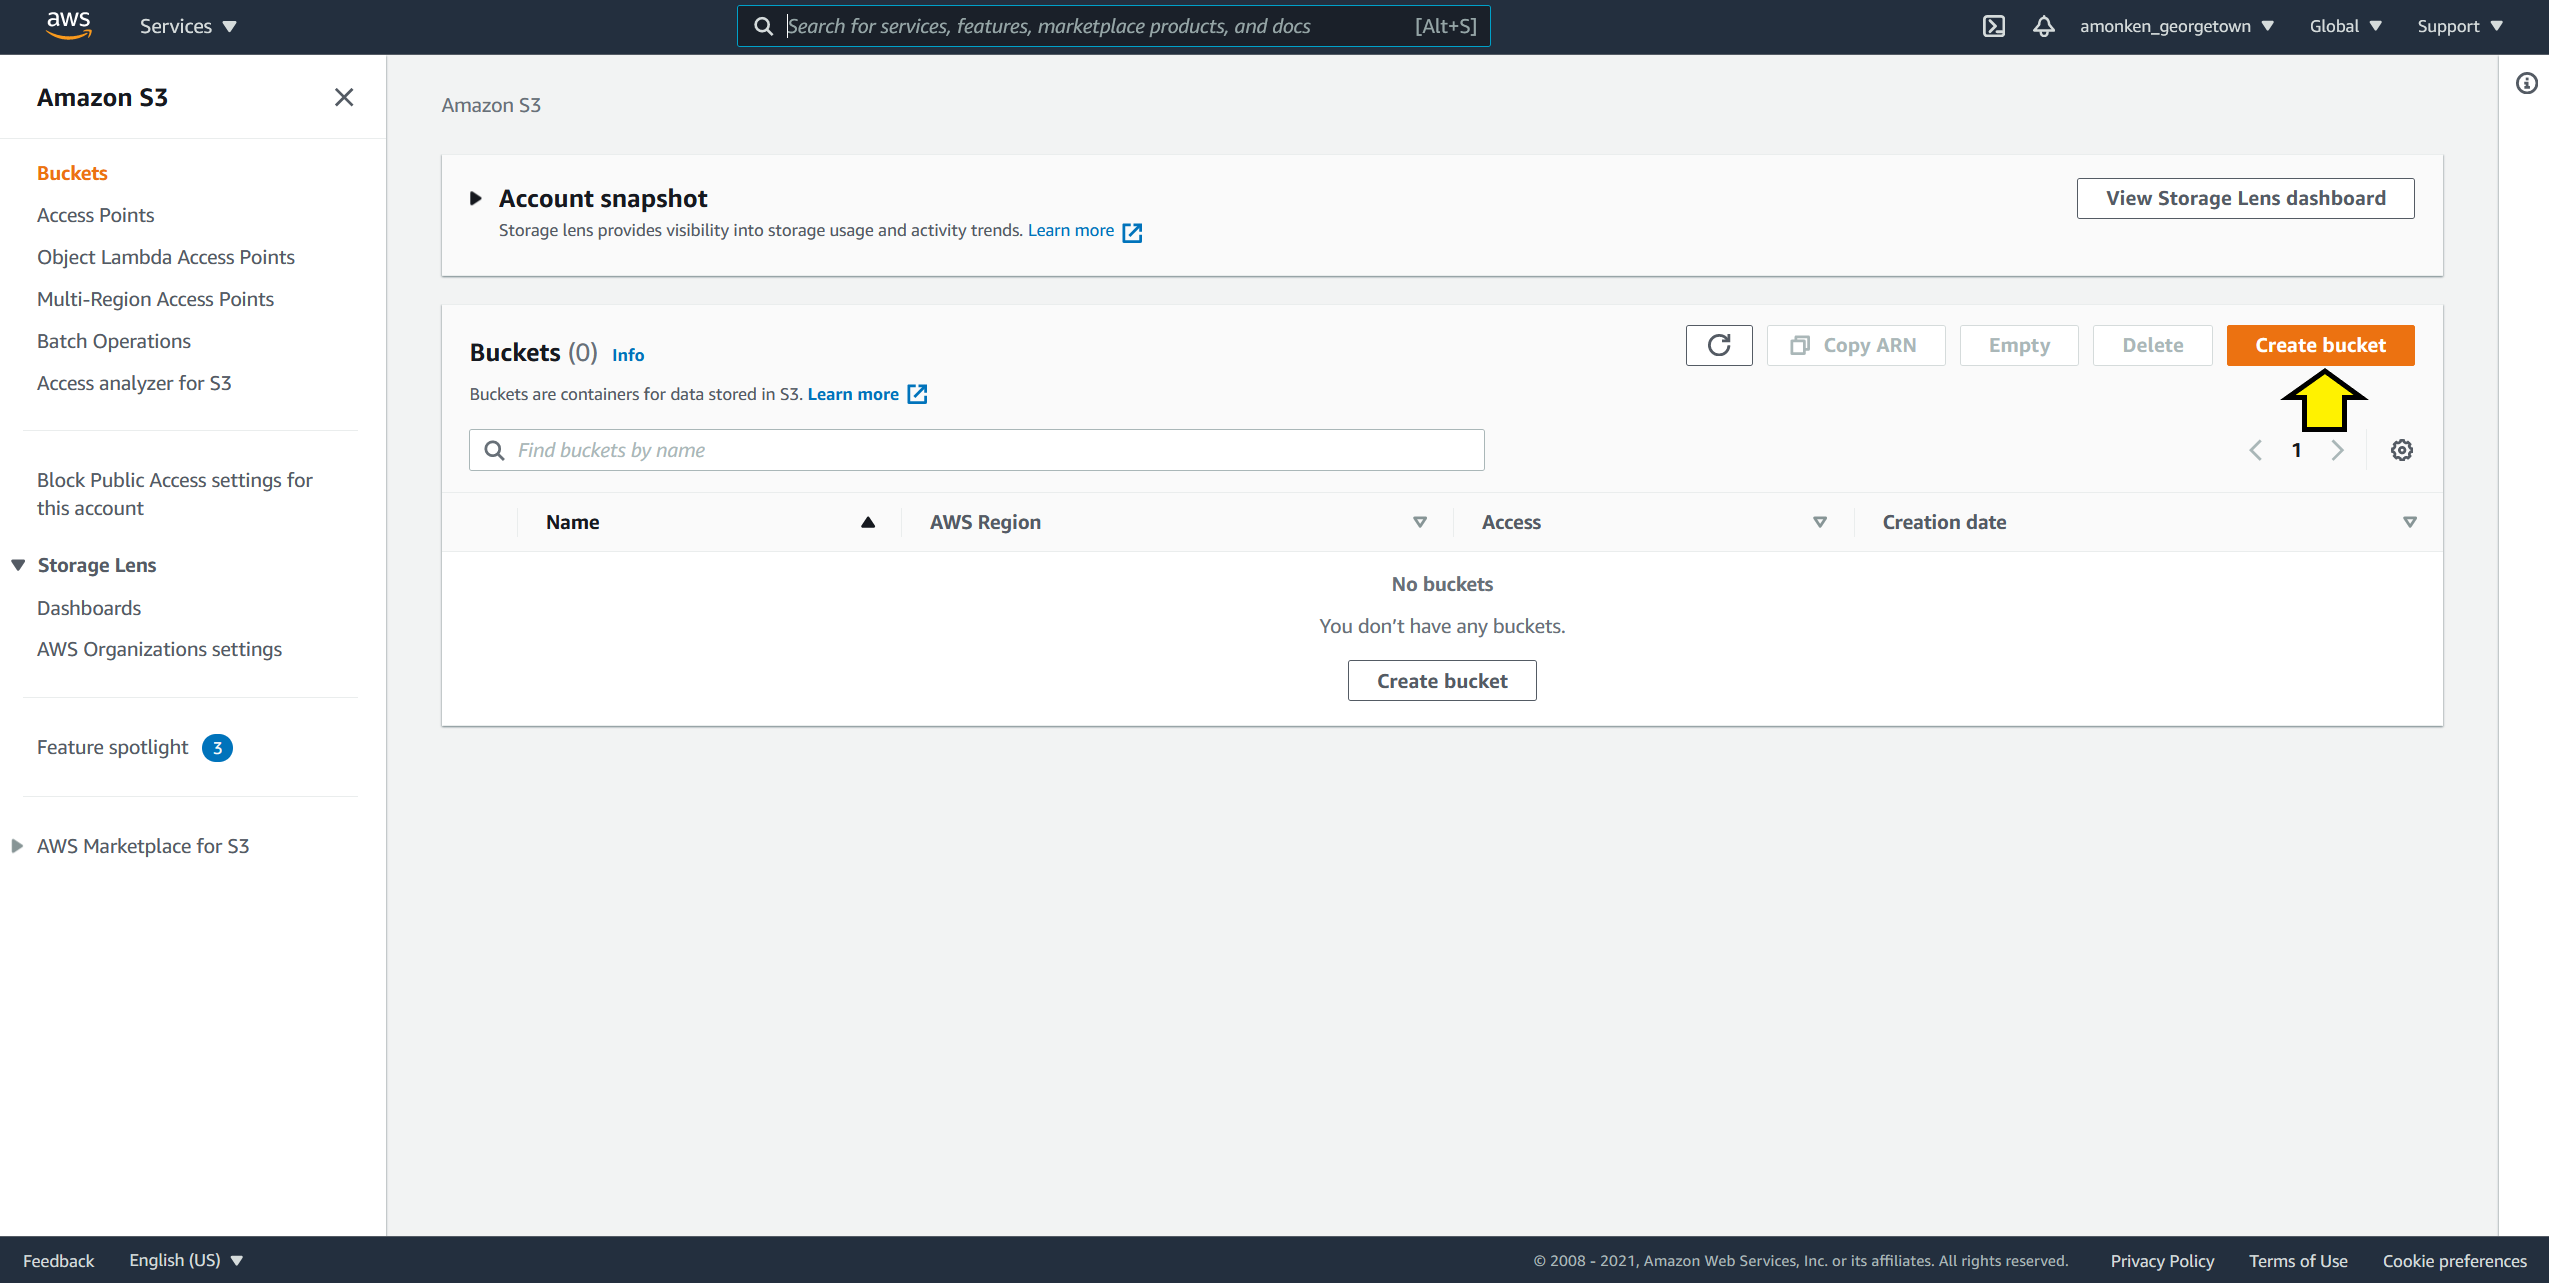 aws
Services
Search for services, features, marketplace products, and docs
[Alt+S]
amonken_georgetown
Global
Support
Amazon S3
Buckets
Access Points
Object Lambda Access Points
Multi-Region Access Points
Batch Operations
Access analyzer for S3
Block Public Access settings for
this account
Storage Lens
Dashboards
AWS Organizations settings
Feature spotlight 3
AWS Marketplace for S3
Amazon S3
Account snapshot
Storage lens provides visibility into storage usage and activity trends. Learn more
View Storage Lens dashboard
Buckets (0) Info
Buckets are containers for data stored in S3. Learn more
Copy ARN
Empty
Delete
Create bucket
Find buckets by name
1
Name
AWS Region
Access
Creation date
No buckets
You don’t have any buckets.
Create bucket
Feedback
English (US)
© 2008 - 2021, Amazon Web Services, Inc. or its affiliates. All rights reserved.
Privacy Policy
Terms of Use
Cookie preferences